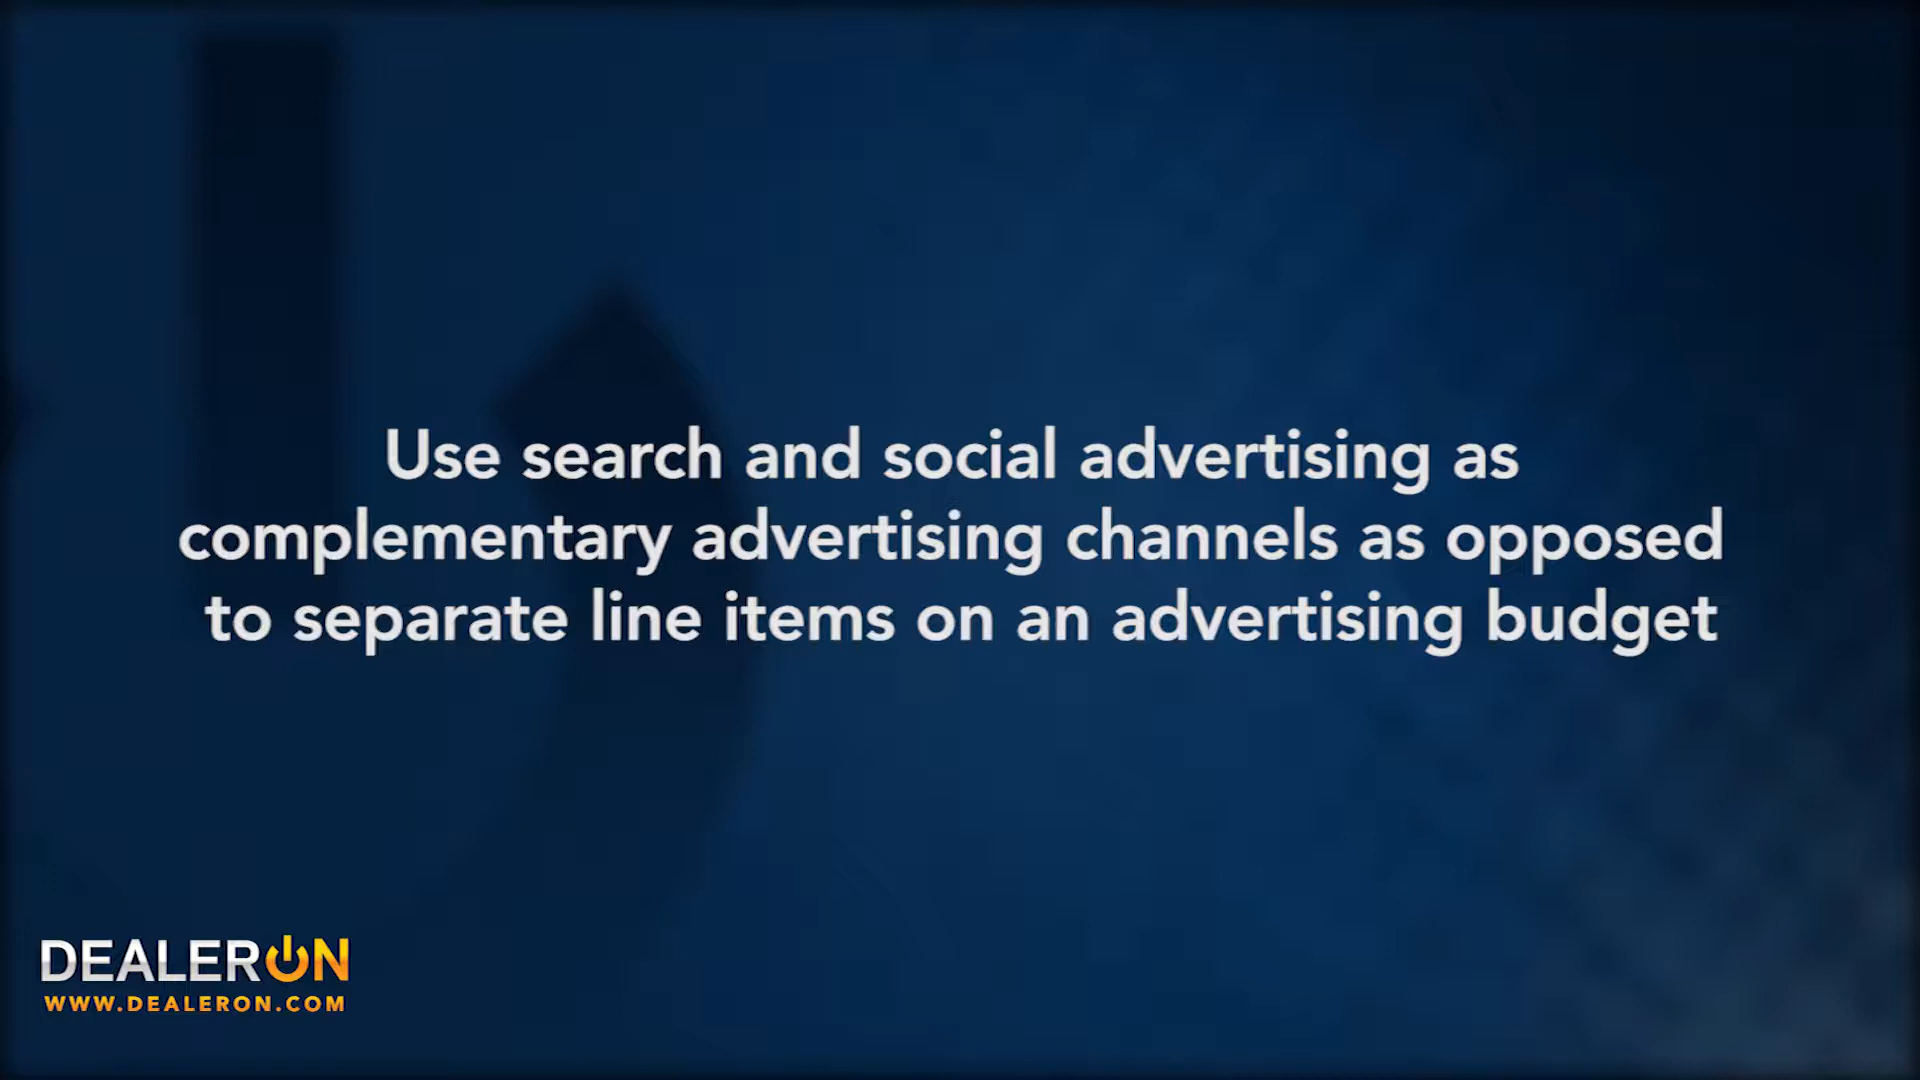 Use search and social advertising as
complementary advertising channels as opposed
to separate line items on an advertising budget
DEALERON
WWW.DEALERON.COM